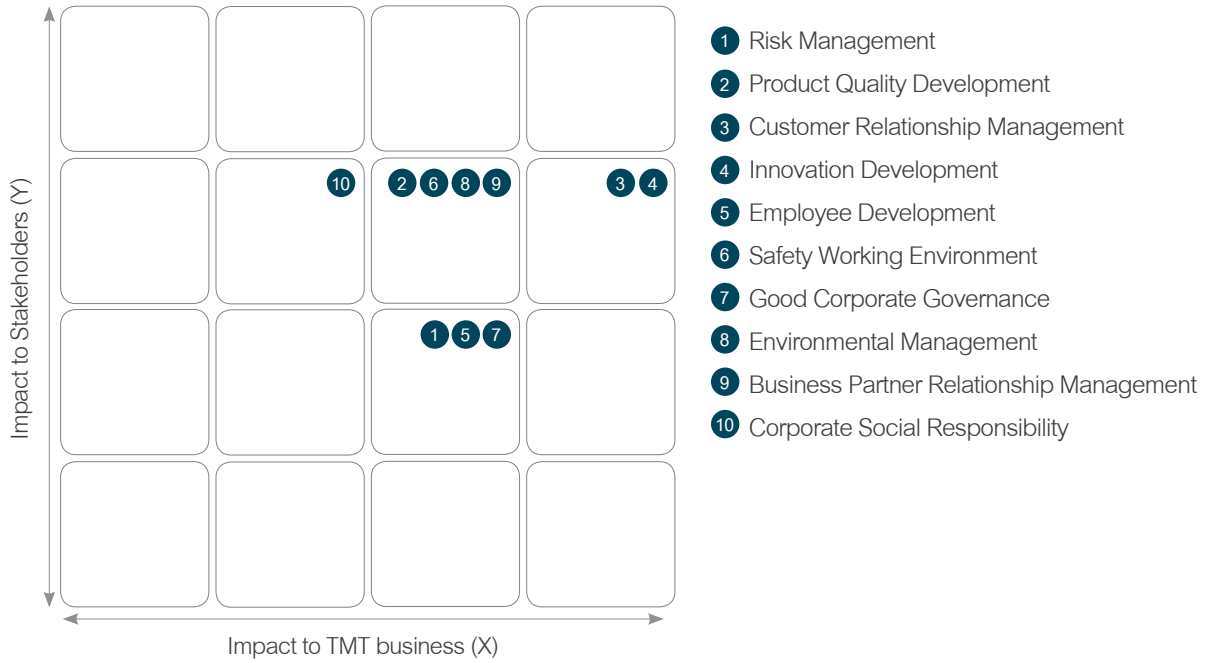 Impact to Stakeholders (Y)
10
2 6 8 9
3 4
1 5 7
Impact to TMT business (X)
1 Risk Management
2 Product Quality Development
3 Customer Relationship Management
4 Innovation Development
5 Employee Development
6 Safety Working Environment
7 Good Corporate Governance
8 Environmental Management
9 Business Partner Relationship Management
10 Corporate Social Responsibility